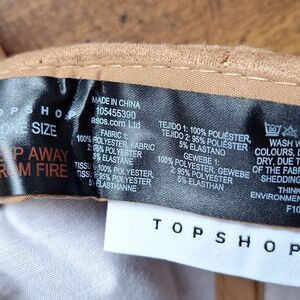 TOPSHOP
ONE SIZE
AWAY
FROM FIRE
MADE IN CHINA
105455390
asos.com Ltd
FABRIC 1:
100% POLYESTER, FABRIC
2: 95% POLYESTER
5% ELASTANE
TISSU
100% POLYESTER
TISSU 2: 95% POLYESTER
5% ÉLASTHANNE
TEJIDO 1: 100% POLIÉSTER,
TEJIDO 2: 95% POLIÉSTER
5% ELASTANO
GEWEBE 1:
100% POLYESTER, GEWEBE
2: 95% POLYESTER
5% ELASTAN
WASH
COLOURS,
DRY, DUE
OF THE FAB
SHEDDING
THINK
ENVIRONMEN
F10
TOPSHOP